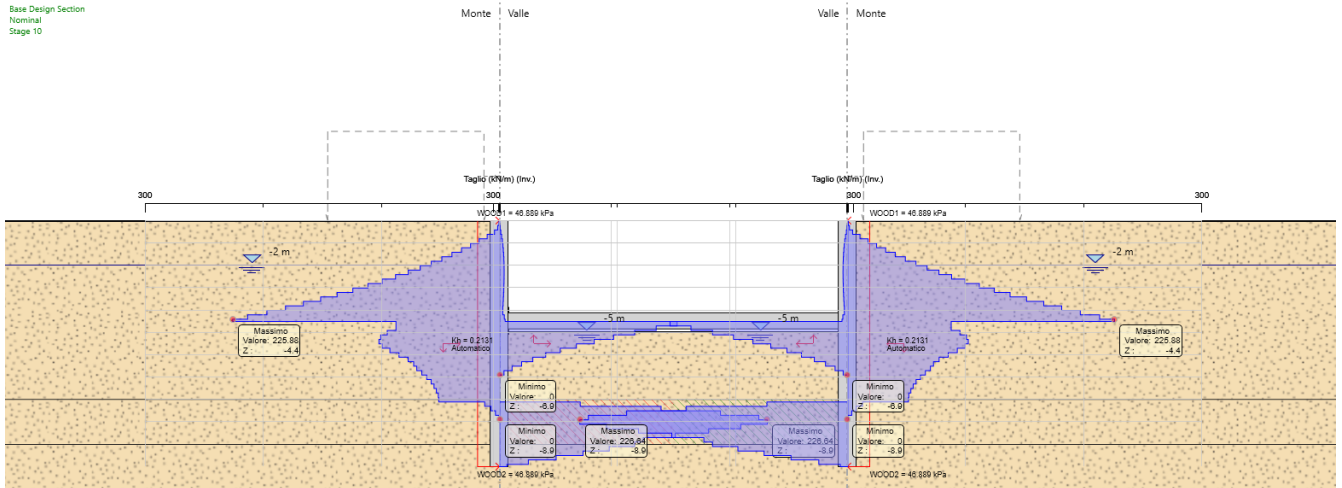 Base Design Section
Nominal
Stage 10
Monte Valle
Valle Monte
Taglio (kN/m) (Inv.)
Taglio (kN/m) (Inv.)
300
300
300
300
WOOD1 = 46.889 kPa
WOOD1 = 46.889 kPa
-2 m
-2 m
-5 m
-5 m
Massimo
Valore: 225.88
Z : -4.4
Kh = 0.2131
Automatico
Kh = 0.2131
Automatico
Massimo
Valore: 225.88
Z : -4.4
Minimo
Valore: 0
Z : -6.9
Minimo
Valore: 0
Z : -6.9
Minimo
Valore: 0
Z : -8.9
Massimo
Valore: 226.64
Z : -8.9
Massimo
Valore: 226.64
Z : -8.9
Minimo
Valore: 0
Z : -8.9
WOOD2 = 46.889 kPa
WOOD2 = 46.889 kPa